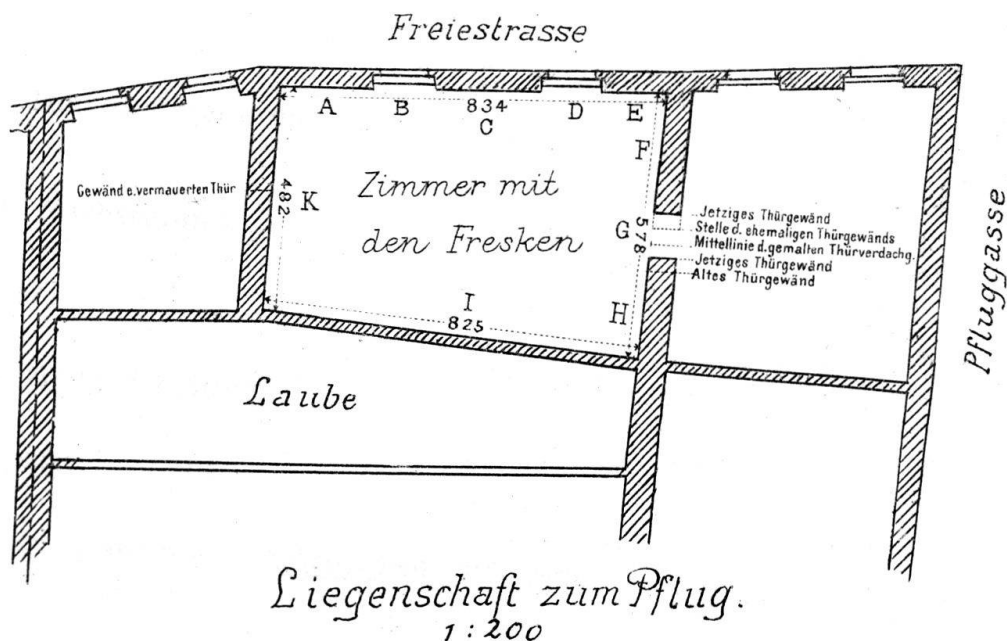 Freiestrasse
A B 834 D E
C
F
Gewänd e. vermauerten Thür
482
K
Zimmer mit
den Fresken
G
578
Jetziges Thürgewänd
Stelle d. ehemaligen Thürgewänds
Mittellinie d. gemalten Thürverdachg.
Jetziges Thürgewänd
Altes Thürgewänd
I
825
H
Pfluggasse
Laube
Liegenschaft zum Pflug.
1:200